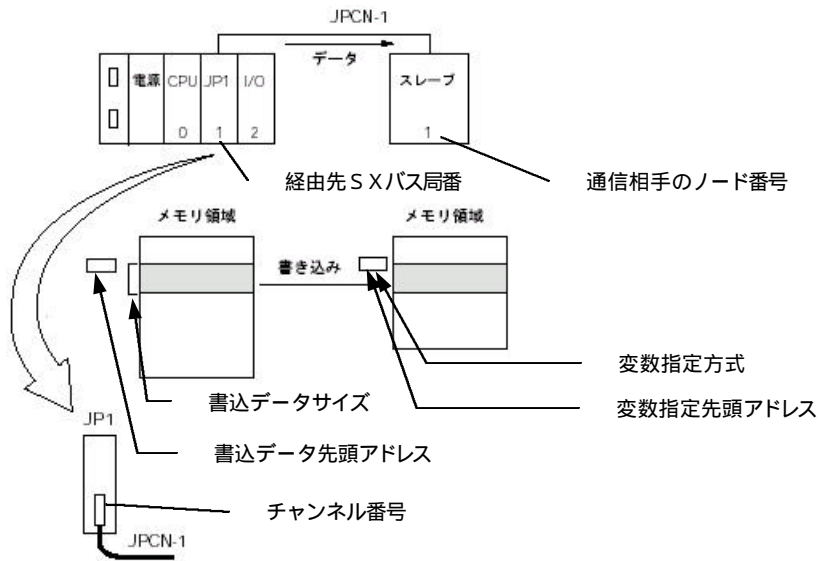 JPCN-1
データ
電源 CPU JP1 I/O
0 1 2
スレーブ
1
経由先ＳＸバス局番
通信相手のノード番号
メモリ領域
メモリ領域
書き込み
変数指定方式
変数指定先頭アドレス
書込データサイズ
書込データ先頭アドレス
JP1
チャンネル番号
JPCN-1